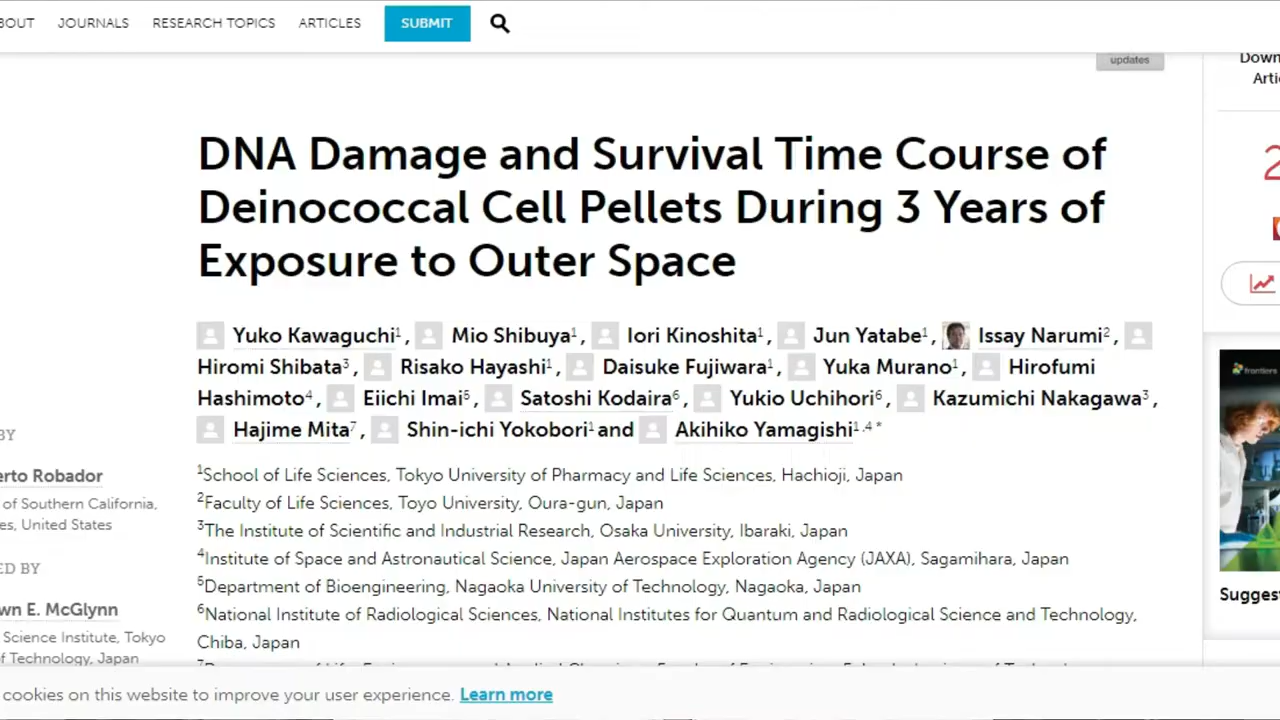 BOUT JOURNALS RESEARCH TOPICS ARTICLES SUBMIT
updates
Down
Arti
DNA Damage and Survival Time Course of
Deinococcal Cell Pellets During 3 Years of
Exposure to Outer Space
Yuko Kawaguchi¹, Mio Shibuya¹, Iori Kinoshita¹, Jun Yatabe¹, Issay Narumi²,
Hiromi Shibata³, Risako Hayashi¹, Daisuke Fujiwara¹, Yuka Murano¹, Hirofumi
Hashimoto⁴, Eiichi Imai⁵, Satoshi Kodaira⁶, Yukio Uchihori⁶, Kazumichi Nakagawa³,
Hajime Mita⁷, Shin-ichi Yokobori¹ and Akihiko Yamagishi¹,⁴*
¹School of Life Sciences, Tokyo University of Pharmacy and Life Sciences, Hachioji, Japan
²Faculty of Life Sciences, Toyo University, Oura-gun, Japan
³The Institute of Scientific and Industrial Research, Osaka University, Ibaraki, Japan
⁴Institute of Space and Astronautical Science, Japan Aerospace Exploration Agency (JAXA), Sagamihara, Japan
⁵Department of Bioengineering, Nagaoka University of Technology, Nagaoka, Japan
⁶National Institute of Radiological Sciences, National Institutes for Quantum and Radiological Science and Technology,
Chiba, Japan
BY
erto Robador
of Southern California,
es, United States
ED BY
wn E. McGlynn
Science Institute, Tokyo
of Technology, Japan
2
frontiers
Sugges
cookies on this website to improve your user experience. Learn more